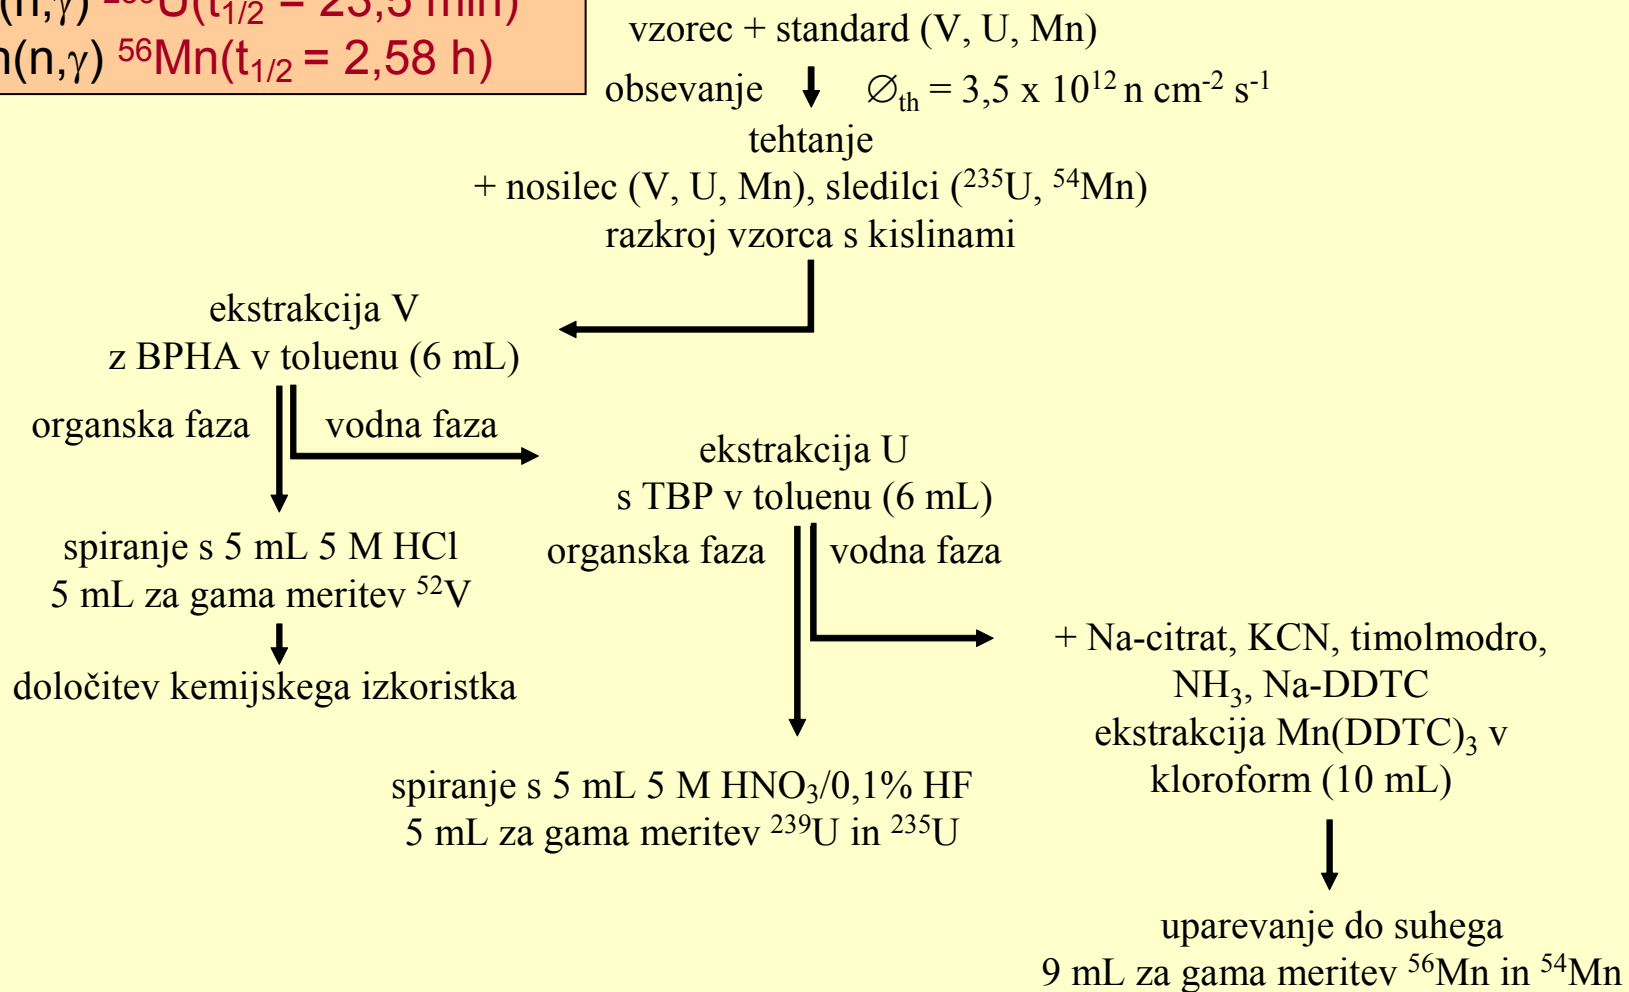 (n,γ) ²³⁹U(t₁/₂ = 23,5 min)
n(n,γ) ⁵⁶Mn(t₁/₂ = 2,58 h)
vzorec + standard (V, U, Mn)
obsevanje ∅ₜₕ = 3,5 x 10¹² n cm⁻² s⁻¹
tehtanje
+ nosilec (V, U, Mn), sledilci (²³⁵U, ⁵⁴Mn)
razkroj vzorca s kislinami
ekstrakcija V
z BPHA v toluenu (6 mL)
organska faza vodna faza
spiranje s 5 mL 5 M HCl
5 mL za gama meritev ⁵²V
določitev kemijskega izkoristka
ekstrakcija U
s TBP v toluenu (6 mL)
organska faza vodna faza
spiranje s 5 mL 5 M HNO₃/0,1% HF
5 mL za gama meritev ²³⁹U in ²³⁵U
+ Na-citrat, KCN, timolmodro,
NH₃, Na-DDTC
ekstrakcija Mn(DDTC)₃ v
kloroform (10 mL)
uparevanje do suhega
9 mL za gama meritev ⁵⁶Mn in ⁵⁴Mn